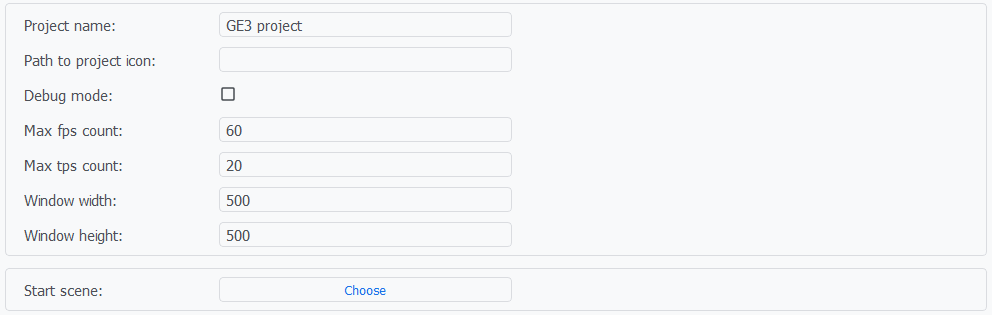 Project name: GE3 project
Path to project icon:
Debug mode:
Max fps count: 60
Max tps count: 20
Window width: 500
Window height: 500
Start scene: Choose